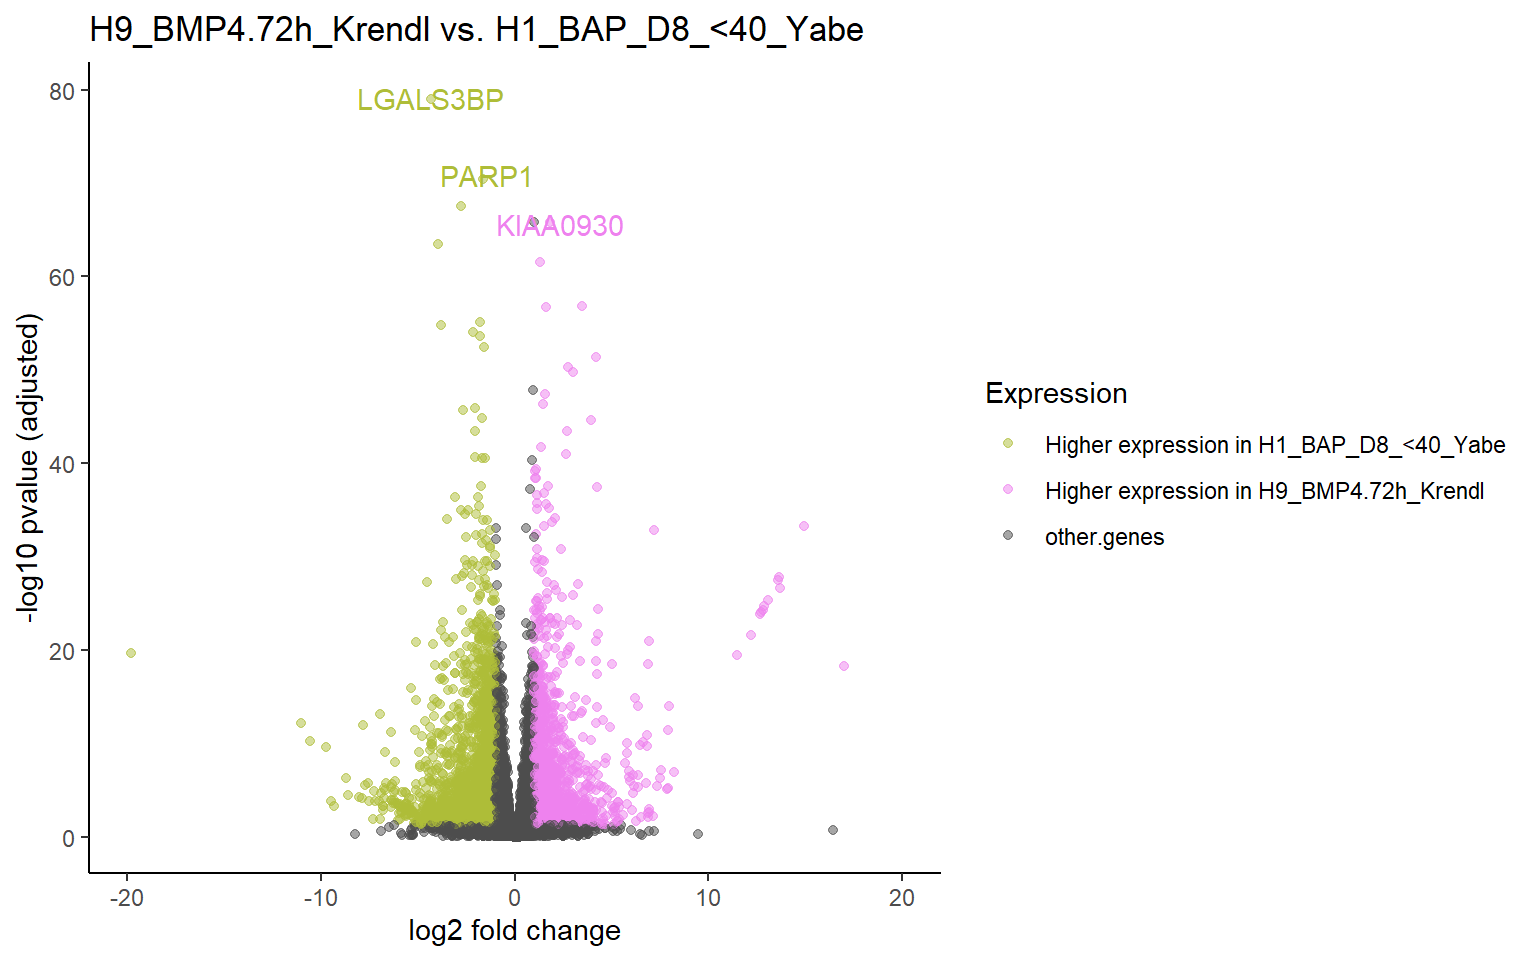 H9_BMP4.72h_Krendl vs. H1_BAP_D8_<40_Yabe
LGALS3BP
PARP1
KIAA0930
80
60
40
20
0
-20
-10
0
10
20
-log10 pvalue (adjusted)
log2 fold change
Expression
Higher expression in H1_BAP_D8_<40_Yabe
Higher expression in H9_BMP4.72h_Krendl
other.genes